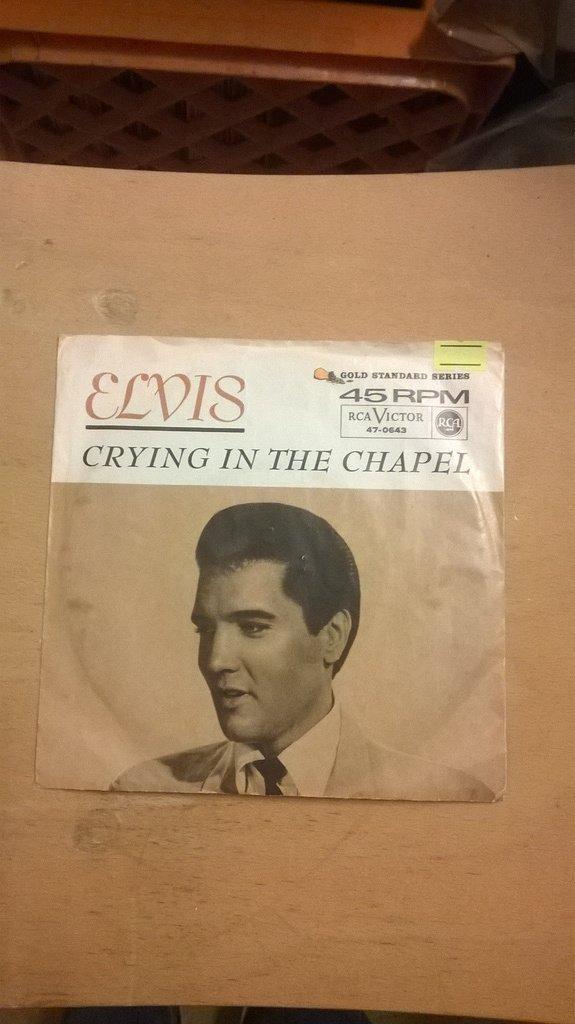 ELVIS
GOLD STANDARD SERIES
45 RPM
RCA VICTOR
47-0643
RCA
CRYING IN THE CHAPEL